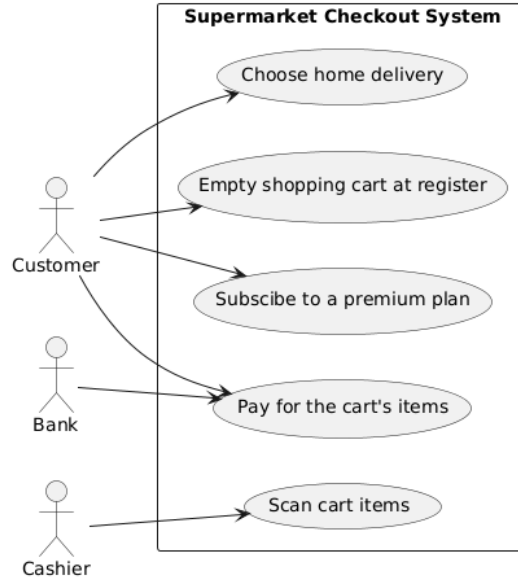 Supermarket Checkout System
Choose home delivery
Empty shopping cart at register
Customer
Subscibe to a premium plan
Bank
Pay for the cart's items
Cashier
Scan cart items